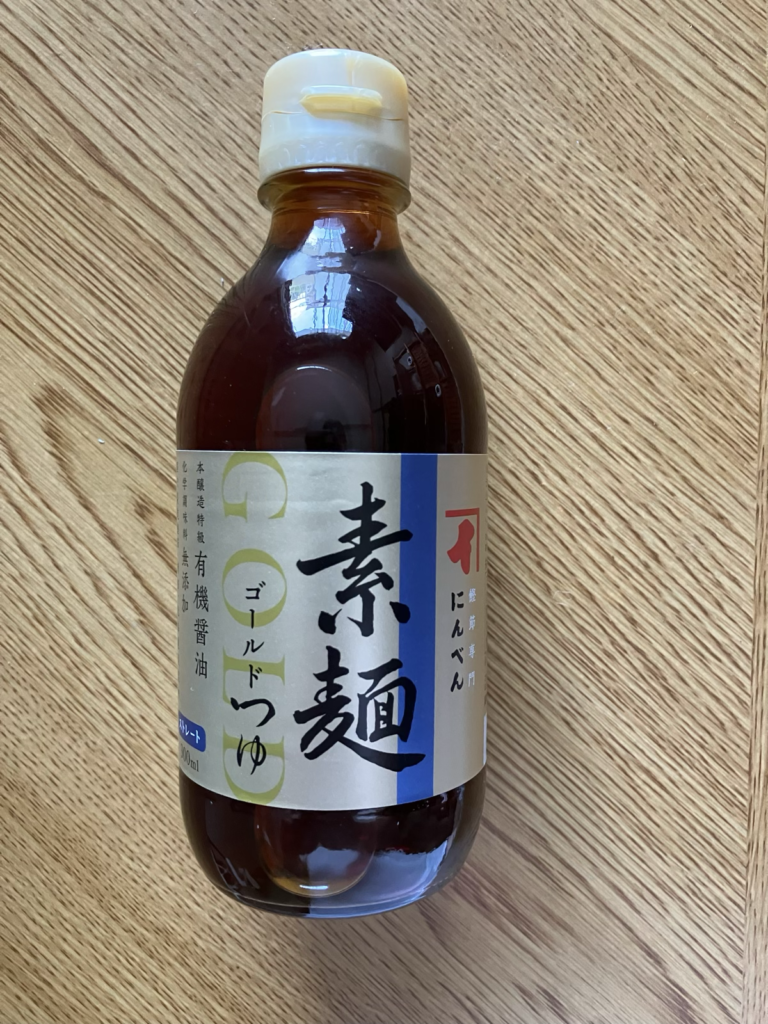 鰹節専門
にんべん
素麺
GOLD
ゴールドつゆ
本醸造特級 有機醤油
化学調味料 無添加
ストレート
00ml